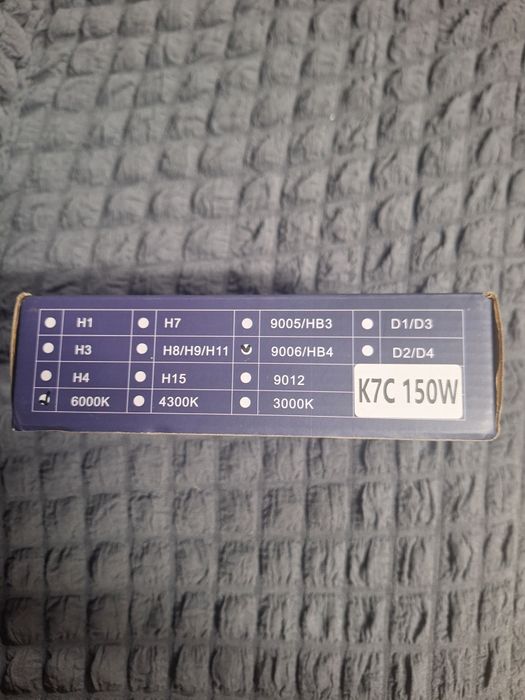 H1 H7 9005/HB3 D1/D3
H3 H8/H9/H11 9006/HB4 D2/D4
H4 H15 9012
6000K 4300K 3000K
K7C 150W